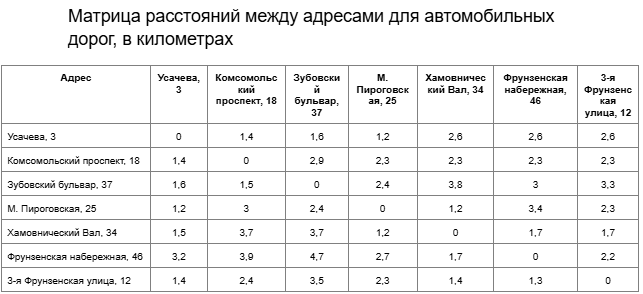 Матрица расстояний между адресами для автомобильных
дорог, в километрах
Адрес Усачева, 3 Комсомольский проспект, 18 Зубовский бульвар, 37 М. Пироговская, 25 Хамовнический Вал, 34 Фрунзенская набережная, 46 3-я Фрунзенская улица, 12
Усачева, 3 0 1,4 1,6 1,2 2,6 2,6 2,6
Комсомольский проспект, 18 1,4 0 2,9 2,3 2,3 2,3 2,3
Зубовский бульвар, 37 1,6 1,5 0 2,4 3,8 3 3,3
М. Пироговская, 25 1,2 3 2,4 0 1,2 3,4 2,3
Хамовнический Вал, 34 1,5 3,7 3,7 1,2 0 1,7 1,7
Фрунзенская набережная, 46 3,2 3,9 4,7 2,7 1,7 0 2,2
3-я Фрунзенская улица, 12 1,4 2,4 3,5 2,3 1,4 1,3 0